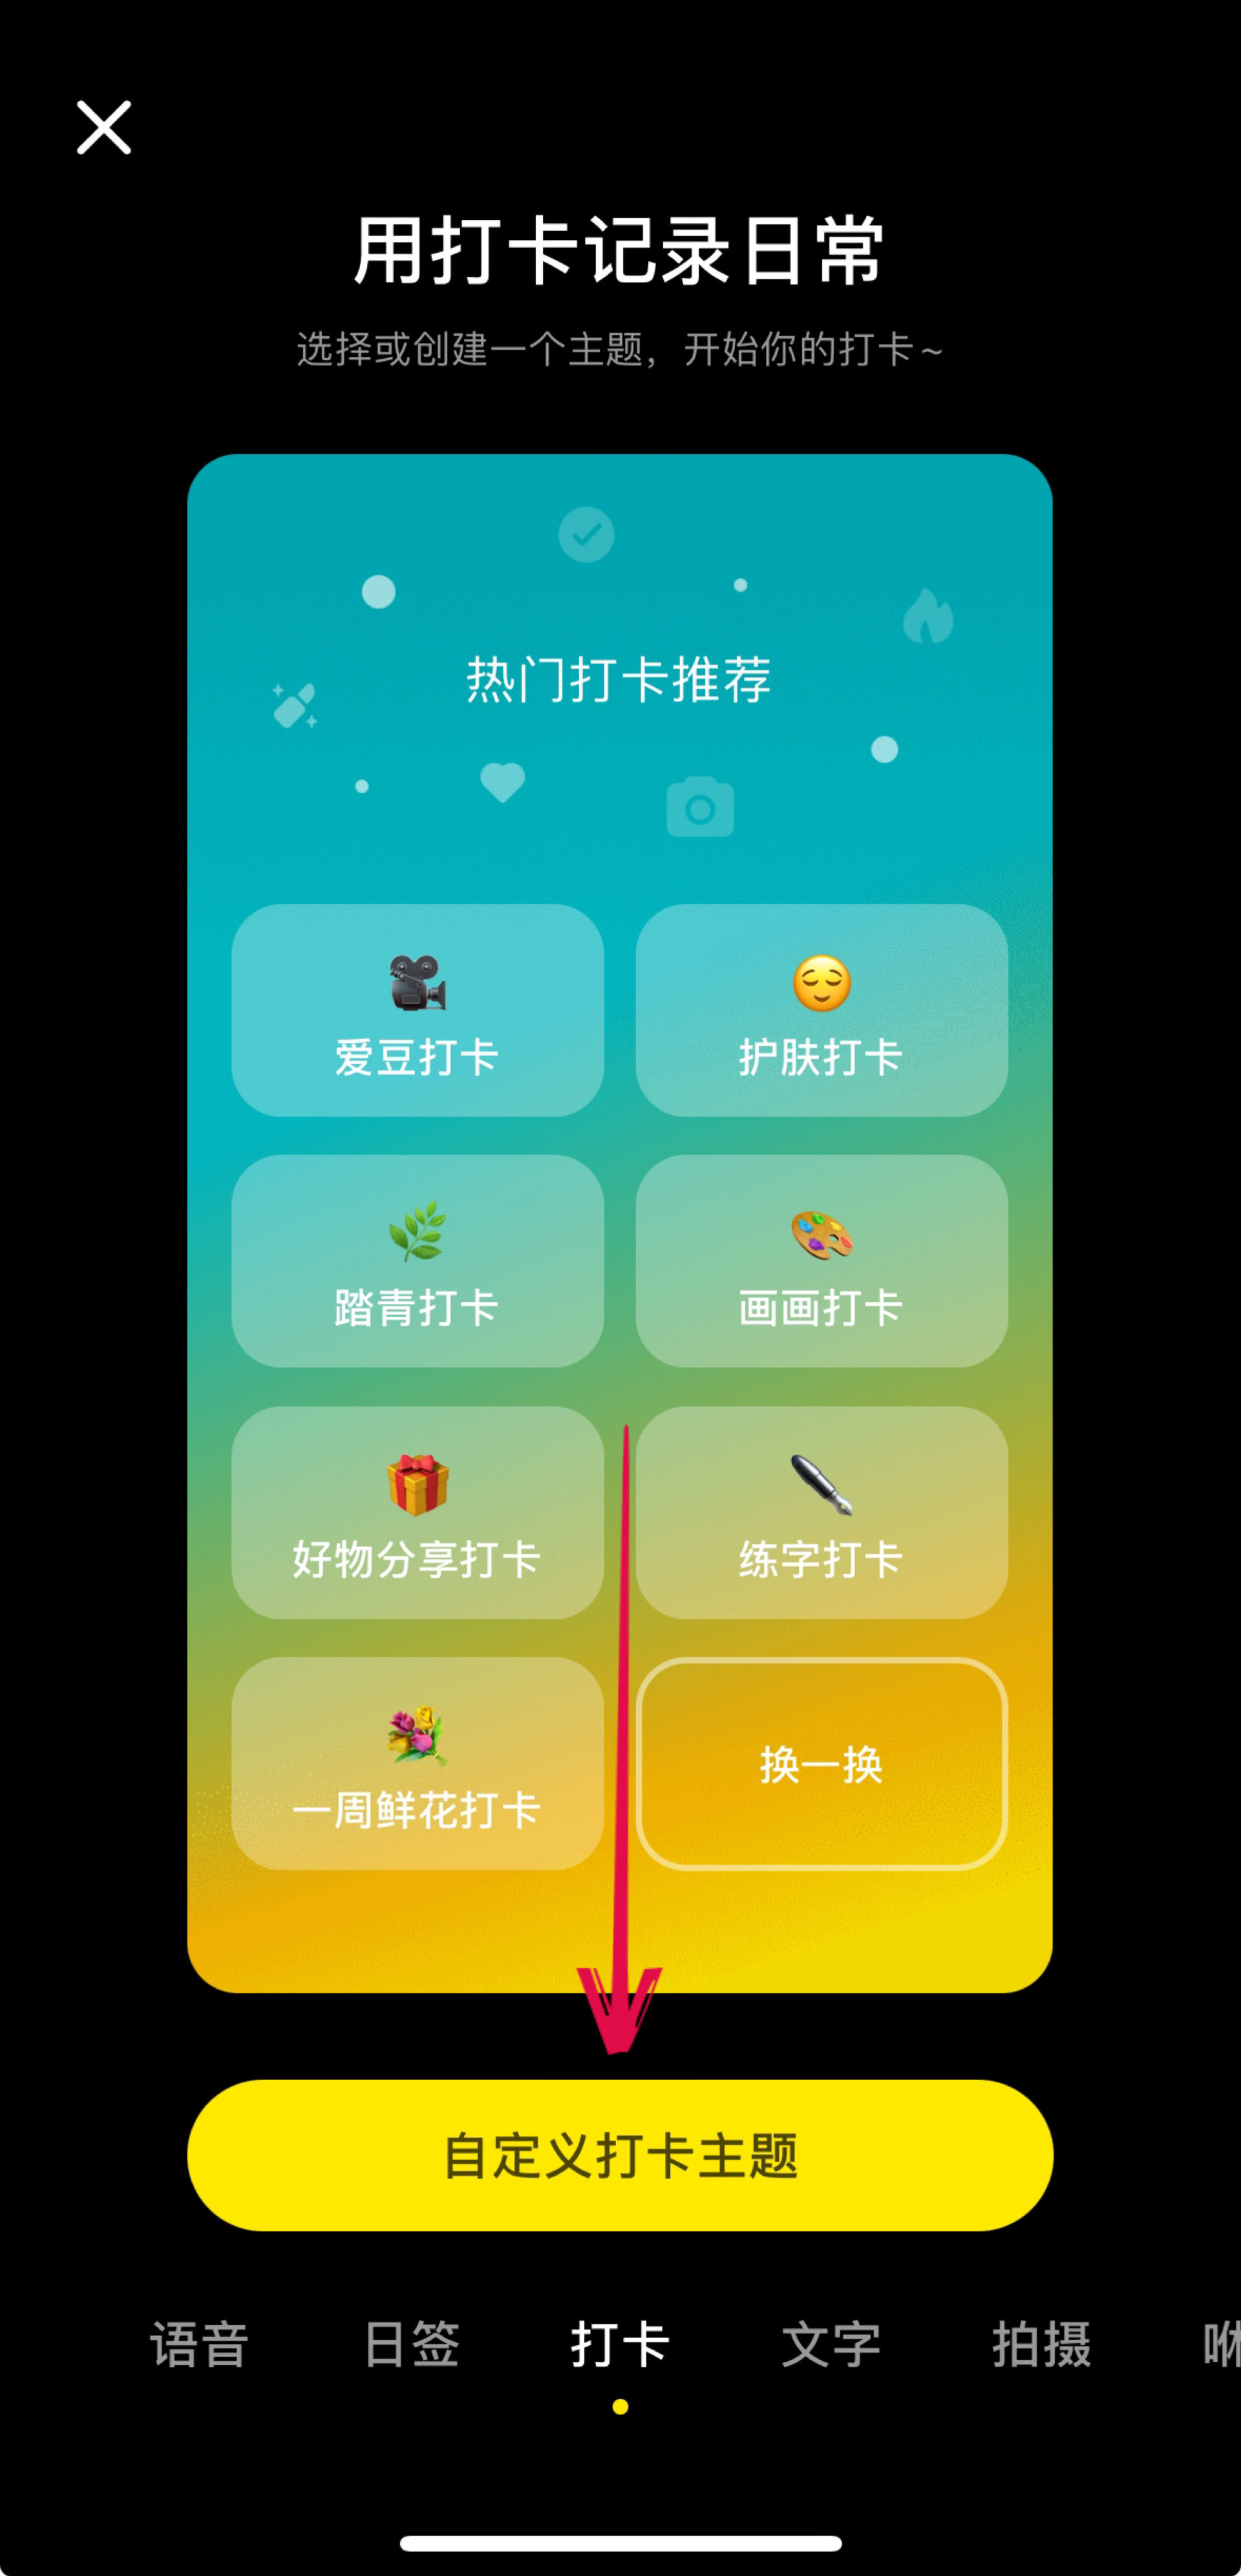 用打卡记录日常
选择或创建一个主题，开始你的打卡~
热门打卡推荐
爱豆打卡
护肤打卡
踏青打卡
画画打卡
好物分享打卡
练字打卡
一周鲜花打卡
换一换
自定义打卡主题
语音 日签 打卡 文字 拍摄